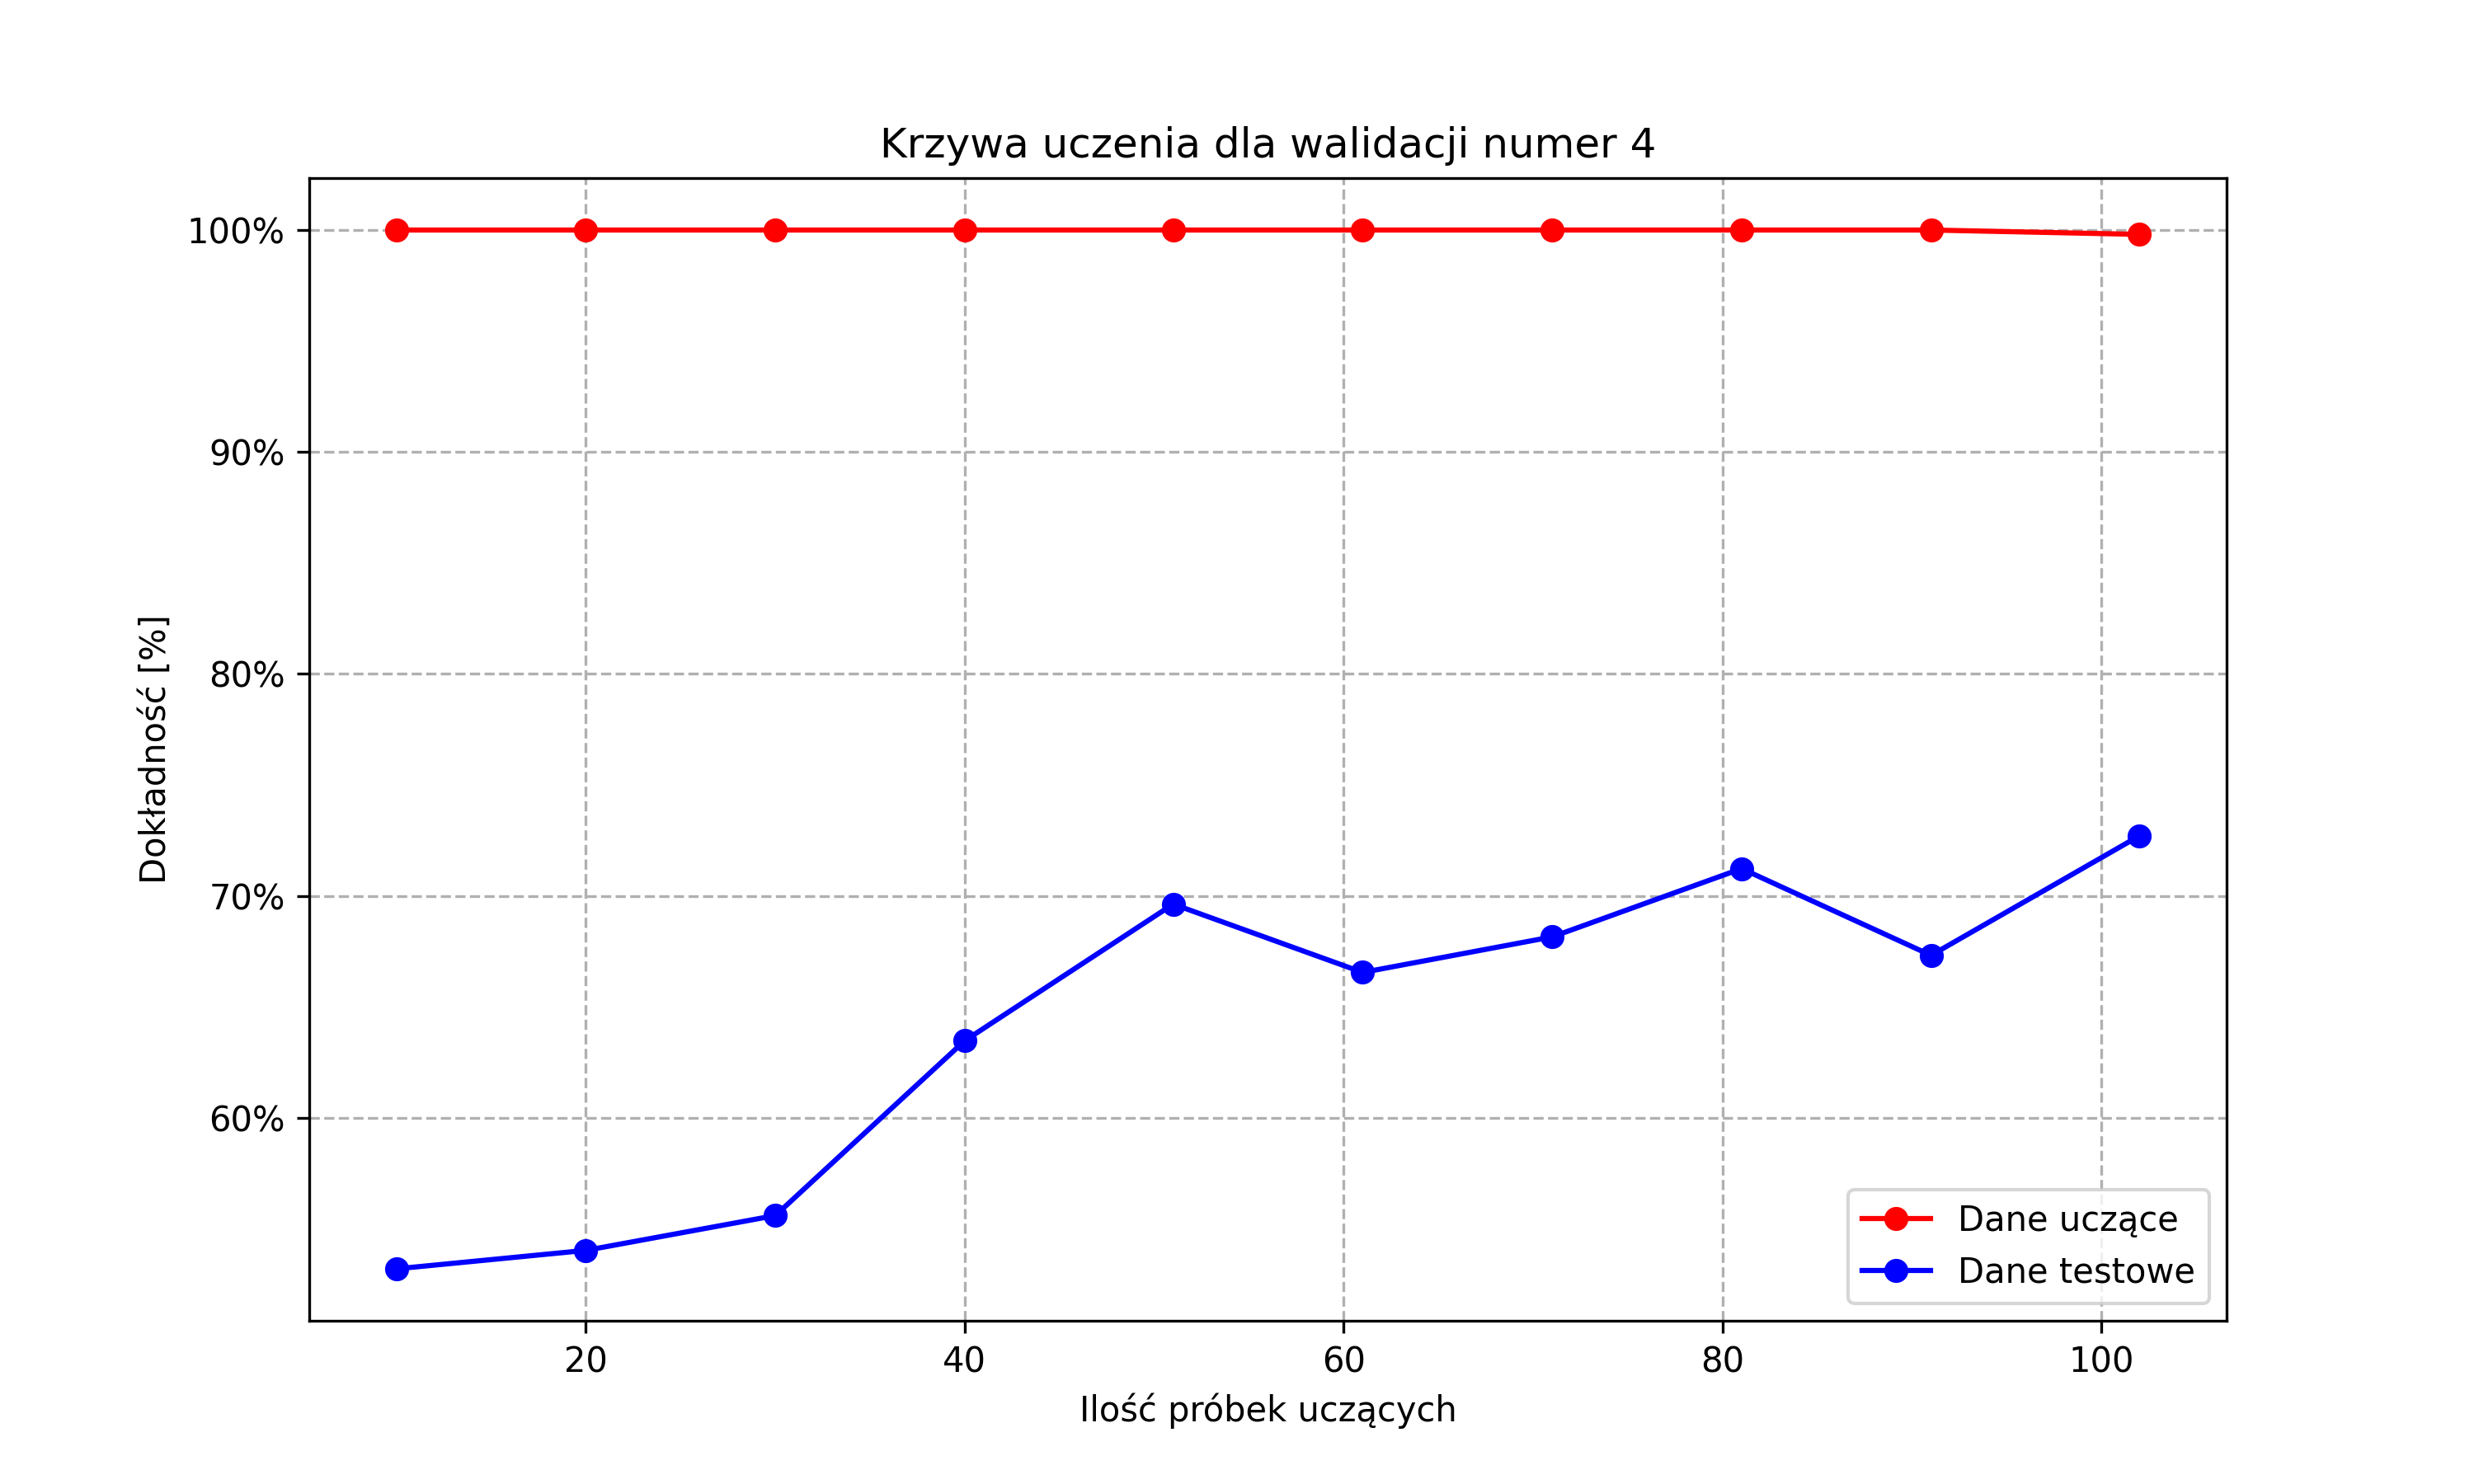 Krzywa uczenia dla walidacji numer 4
100%
90%
80%
70%
60%
Dokładność [%]
20 40 60 80 100
Ilość próbek uczących
Dane uczące
Dane testowe